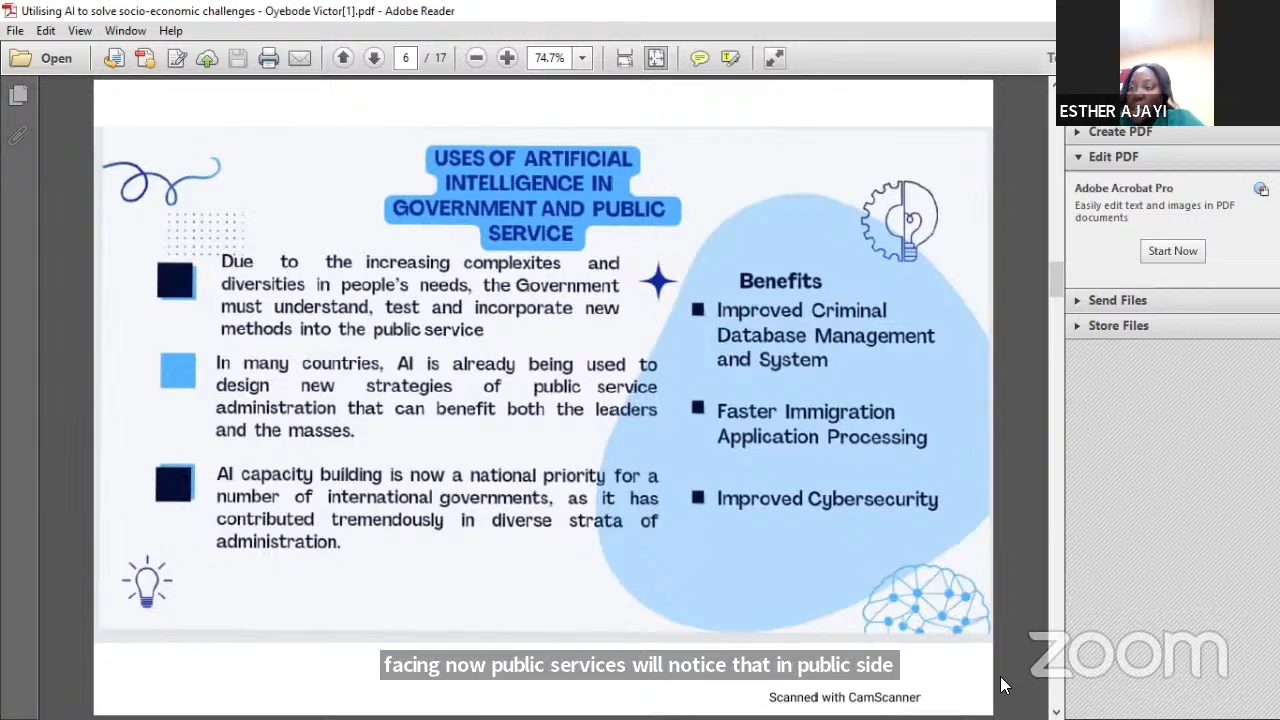 Utilising AI to solve socio-economic challenges - Oyebode Victor[1].pdf - Adobe Reader
File Edit View Window Help
Open
6 / 17
74.7%
ESTHER AJAYI
Create PDF
Edit PDF
Adobe Acrobat Pro
Easily edit text and images in PDF
documents
Start Now
Send Files
Store Files
USES OF ARTIFICIAL
INTELLIGENCE IN
GOVERNMENT AND PUBLIC
SERVICE
Due to the increasing complexites and
diversities in people's needs, the Government
must understand, test and incorporate new
methods into the public service
In many countries, AI is already being used to
design new strategies of public service
administration that can benefit both the leaders
and the masses.
AI capacity building is now a national priority for a
number of international governments, as it has
contributed tremendously in diverse strata of
administration.
Benefits
Improved Criminal
Database Management
and System
Faster Immigration
Application Processing
Improved Cybersecurity
facing now public services will notice that in public side
zoom
Scanned with CamScanner